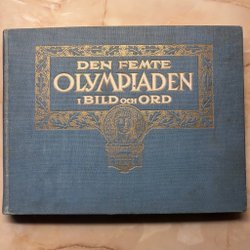 DEN FEMTE
OLYMPIADEN
I BILD OCH ORD